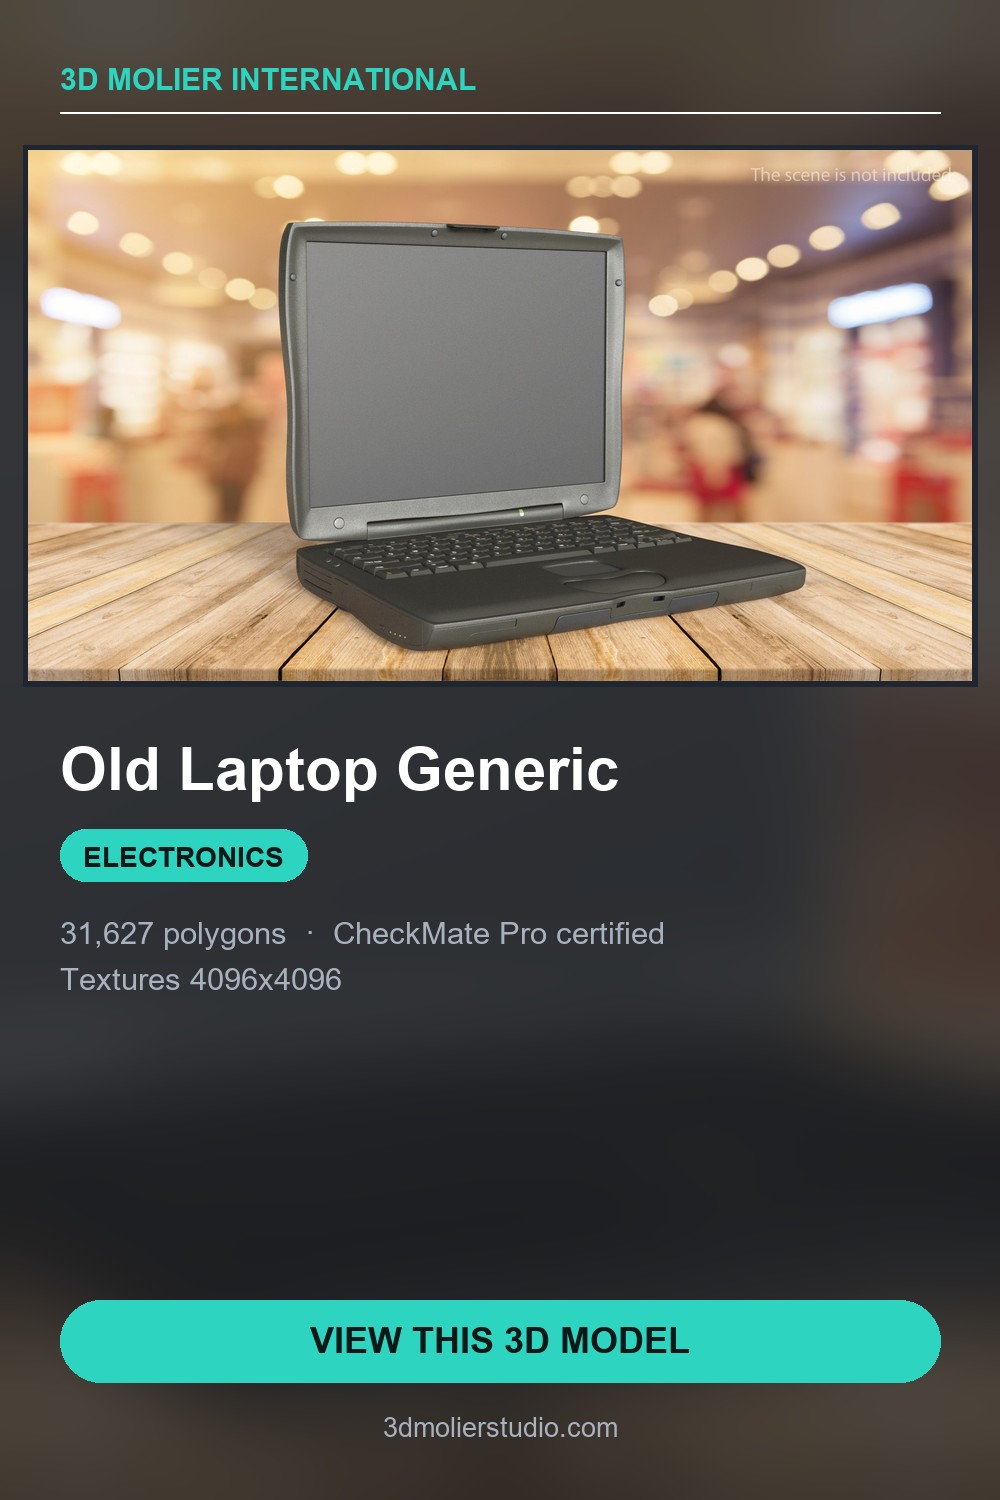 3D MOLIER INTERNATIONAL
The scene is not included
Old Laptop Generic
ELECTRONICS
31,627 polygons · CheckMate Pro certified
Textures 4096x4096
VIEW THIS 3D MODEL
3dmolierstudio.com